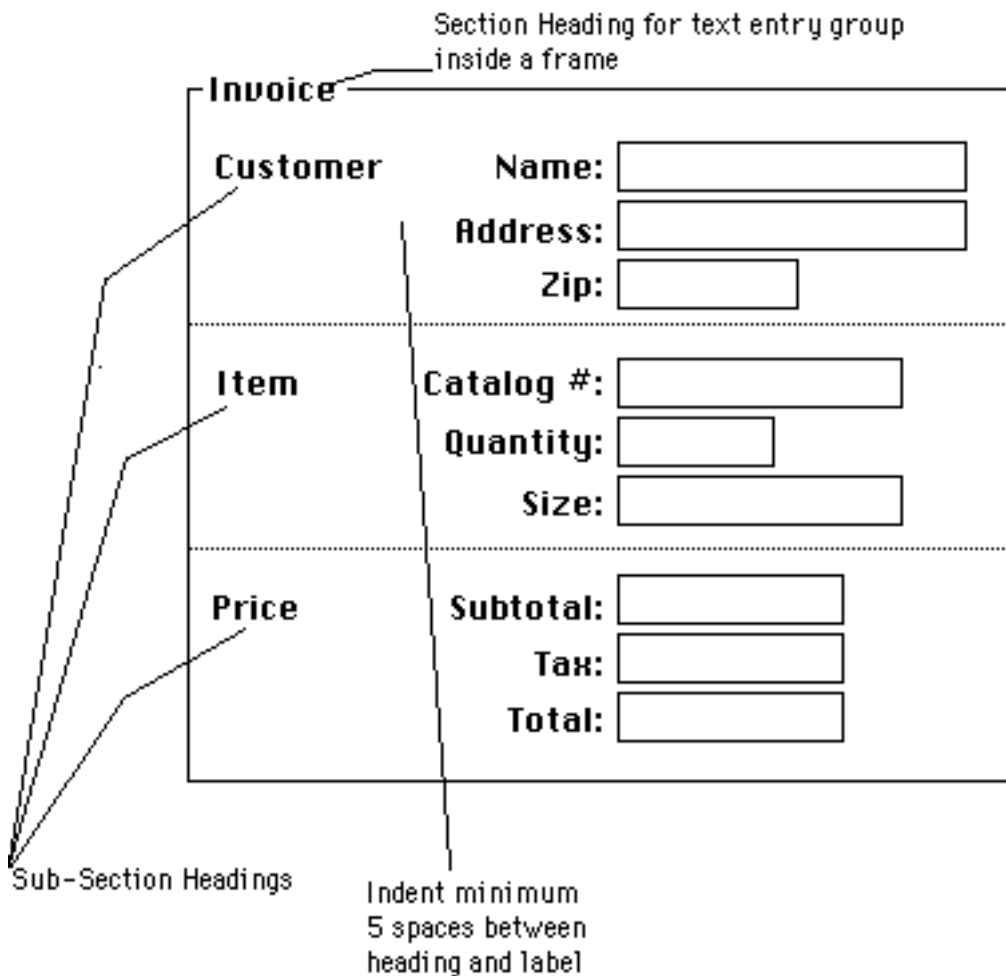 Section Heading for text entry group
inside a frame
Invoice
Customer
Name:
Address:
Zip:
Item
Catalog #:
Quantity:
Size:
Price
Subtotal:
Tax:
Total:
Sub-Section Headings
Indent minimum
5 spaces between
heading and label